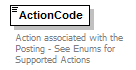 ActionCode
Action associated with the
Posting - See Enums for
Supported Actions